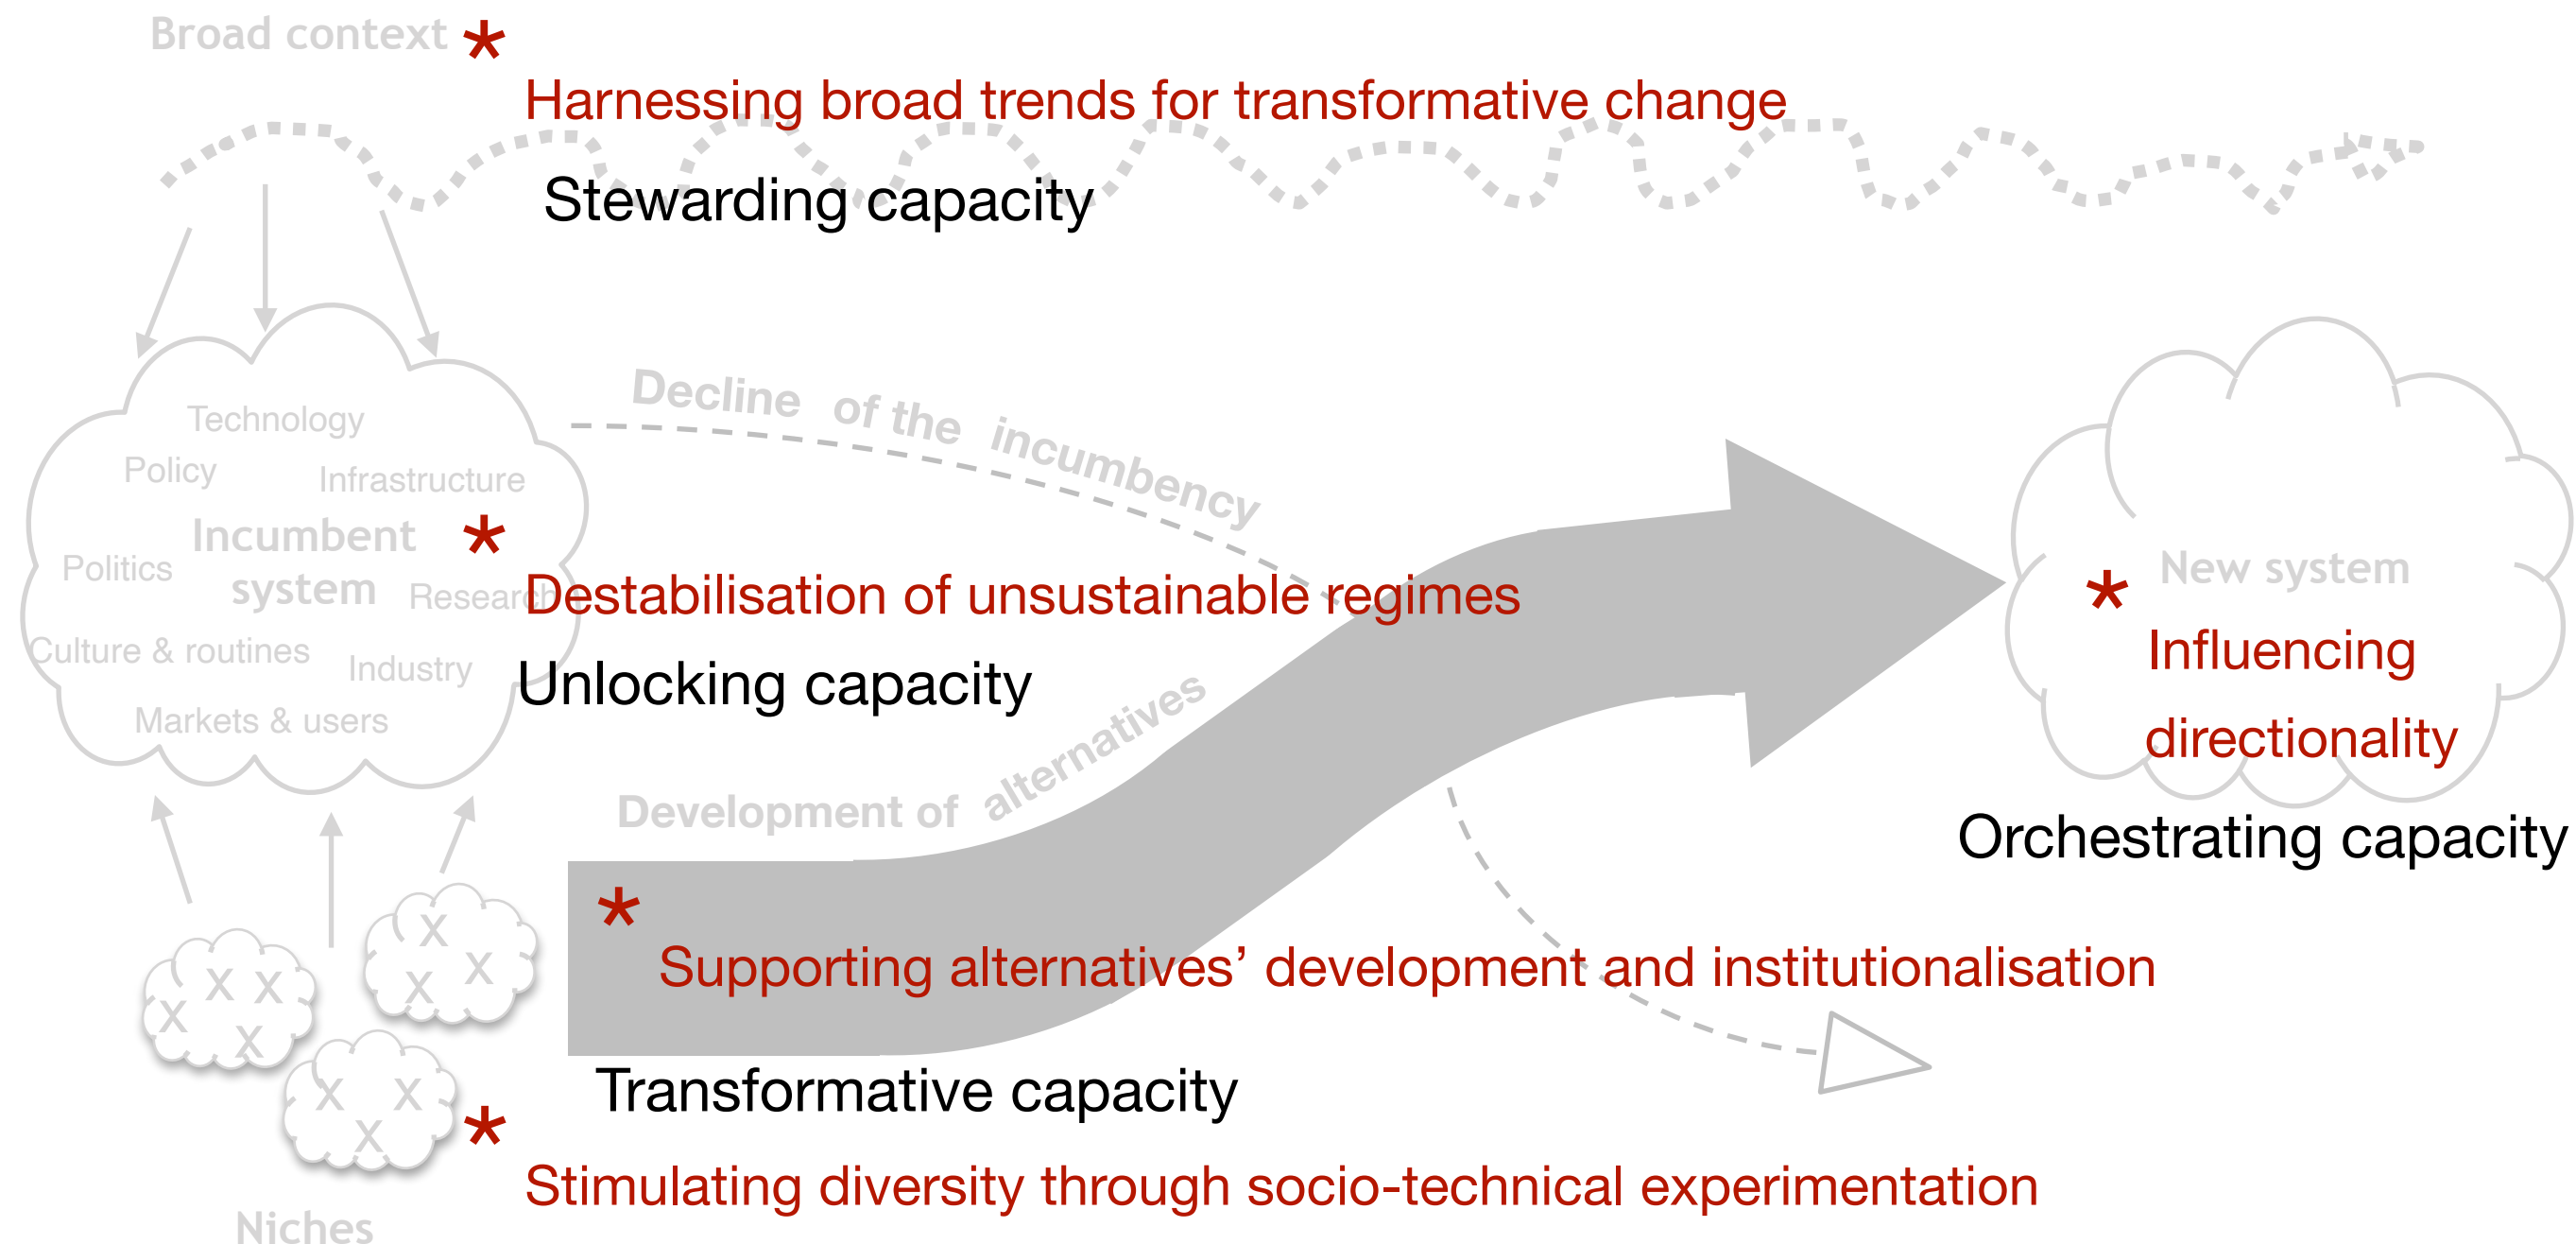 Broad context *
Harnessing broad trends for transformative change
Stewarding capacity
Decline of the incumbency
Technology
Policy
Infrastructure
Incumbent *
system
Politics
Research
Destabilisation of unsustainable regimes
Culture & routines
Industry
Unlocking capacity
Markets & users
New system
*
Influencing
directionality
Orchestrating capacity
Development of alternatives
*
Supporting alternatives’ development and institutionalisation
Transformative capacity
X X X X
X X X
X X X
*
Stimulating diversity through socio-technical experimentation
Niches